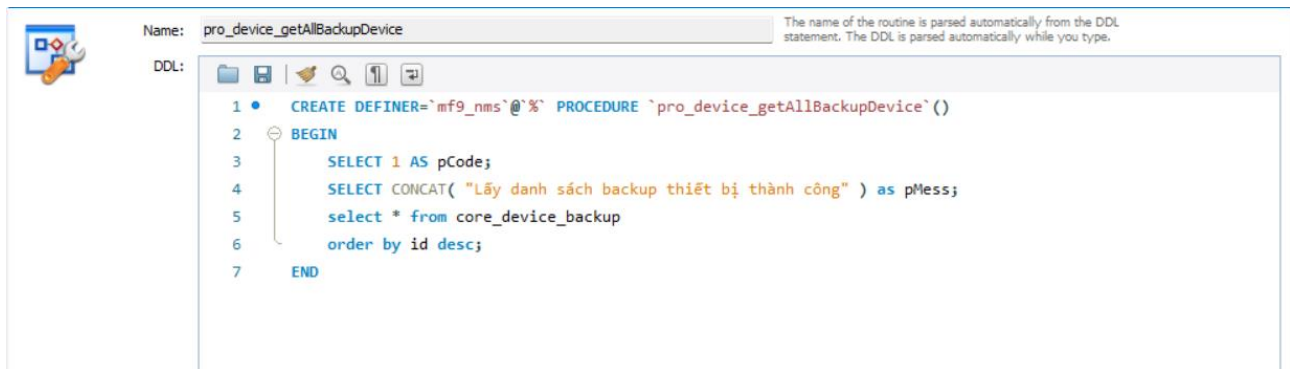 Name: pro_device_getAllBackupDevice
The name of the routine is parsed automatically from the DDL
statement. The DDL is parsed automatically while you type.
DDL:
1 CREATE DEFINER=`mf9_nms`@`%` PROCEDURE `pro_device_getAllBackupDevice`()
2 BEGIN
3 SELECT 1 AS pCode;
4 SELECT CONCAT( "Lấy danh sách backup thiết bị thành công" ) as pMess;
5 select * from core_device_backup
6 order by id desc;
7 END